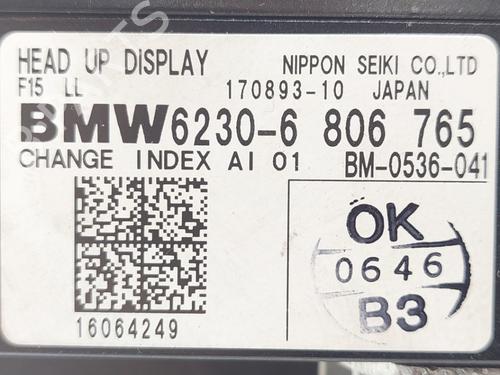 HEAD UP DISPLAY NIPPON SEIKI CO.,LTD
F15 LL 170893-10 JAPAN
BMW 6230-6 806 765
CHANGE INDEX AI 01 BM-0536-041
OK
0646
B3
16064249